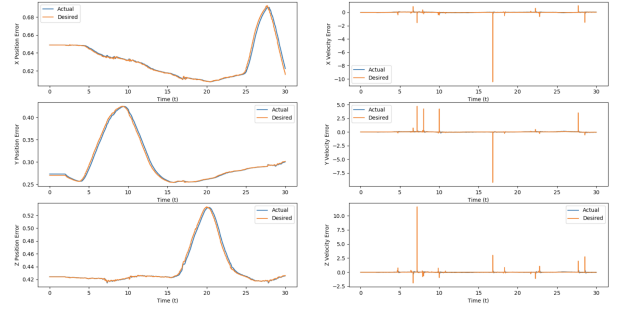 Actual
Desired
0.68
0.66
0.64
0.62
X Position Error
0 5 10 15 20 25 30
Time (t)
Actual
Desired
0
−2
−4
−6
−8
−10
X Velocity Error
0 5 10 15 20 25 30
Time (t)
Actual
Desired
0.40
0.35
0.30
0.25
Y Position Error
0 5 10 15 20 25 30
Time (t)
Actual
Desired
5.0
2.5
0.0
−2.5
−5.0
−7.5
Y Velocity Error
0 5 10 15 20 25 30
Time (t)
Actual
Desired
0.52
0.50
0.48
0.46
0.44
0.42
Z Position Error
0 5 10 15 20 25 30
Time (t)
Actual
Desired
10.0
7.5
5.0
2.5
0.0
−2.5
Z Velocity Error
0 5 10 15 20 25 30
Time (t)